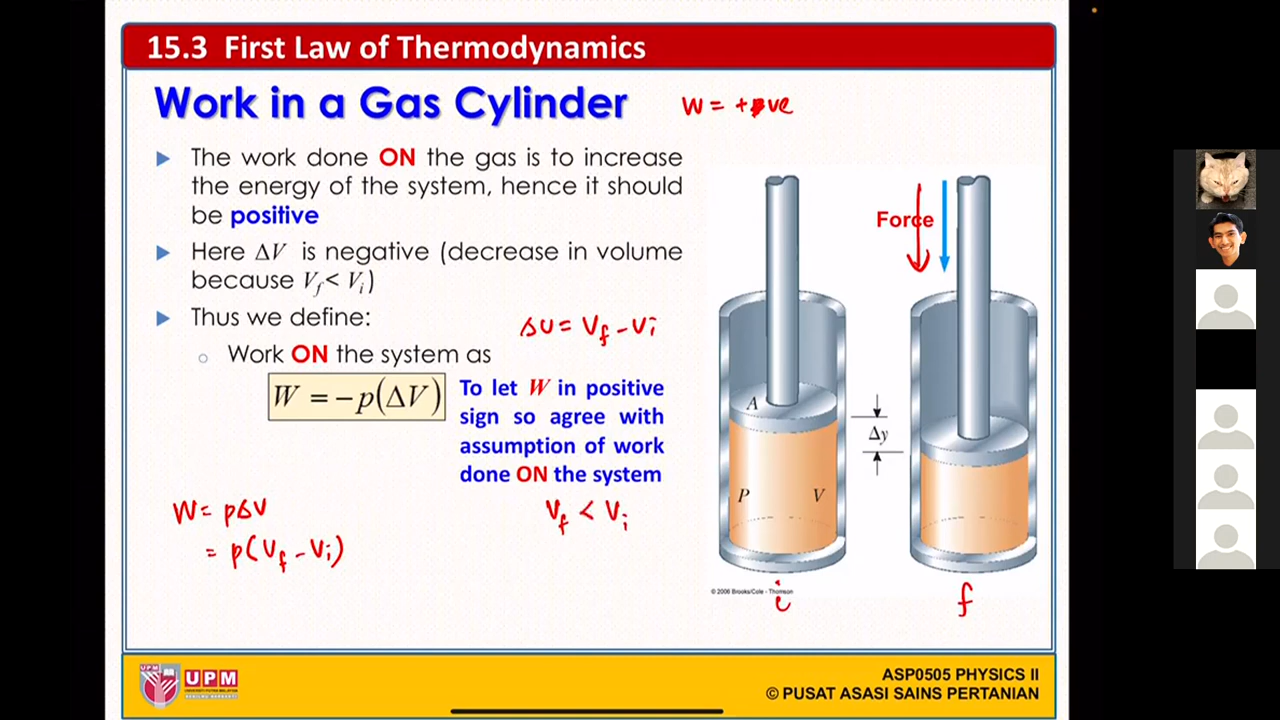 15.3 First Law of Thermodynamics
Work in a Gas Cylinder
W = +ve
The work done ON the gas is to increase
the energy of the system, hence it should
be positive
Here ΔV is negative (decrease in volume
because Vf < Vi)
Thus we define:
ΔV = Vf - Vi
Work ON the system as
W = -p(ΔV)
To let W in positive
sign so agree with
assumption of work
done ON the system
W = pΔV
= p(Vf - Vi)
Vf < Vi
Force
A
Δy
P
V
© 2006 Brooks/Cole - Thomson
i
f
UPM
UPM
ASP0505 PHYSICS II
© PUSAT ASASI SAINS PERTANIAN